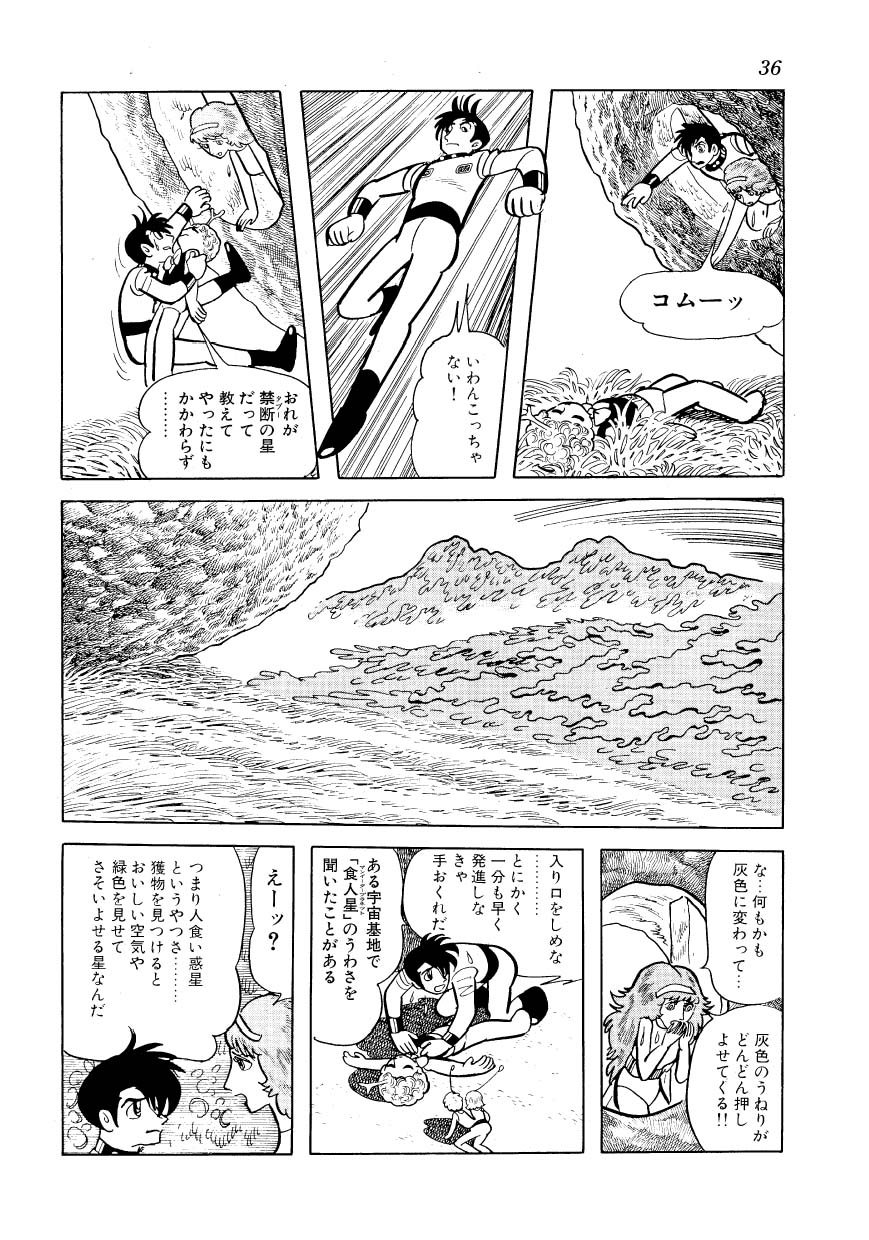 36
コムーッ
いわんこっちゃ
ない!
おれが
禁断の星
だって
教えて
やったにも
かかわらず
………
な…何もかも
灰色に変わって…
灰色のうねりが
どんどん押し
よせてくる!!
入り口をしめな
…………
とにかく
一分も早く
発進しな
きゃ
手おくれだ
ある宇宙基地で
「食人星」のうわさを
聞いたことがある
えーッ?
つまり人食い惑星
というやつさ………
獲物を見つけると
おいしい空気や
緑色を見せて
さそいよせる星なんだ